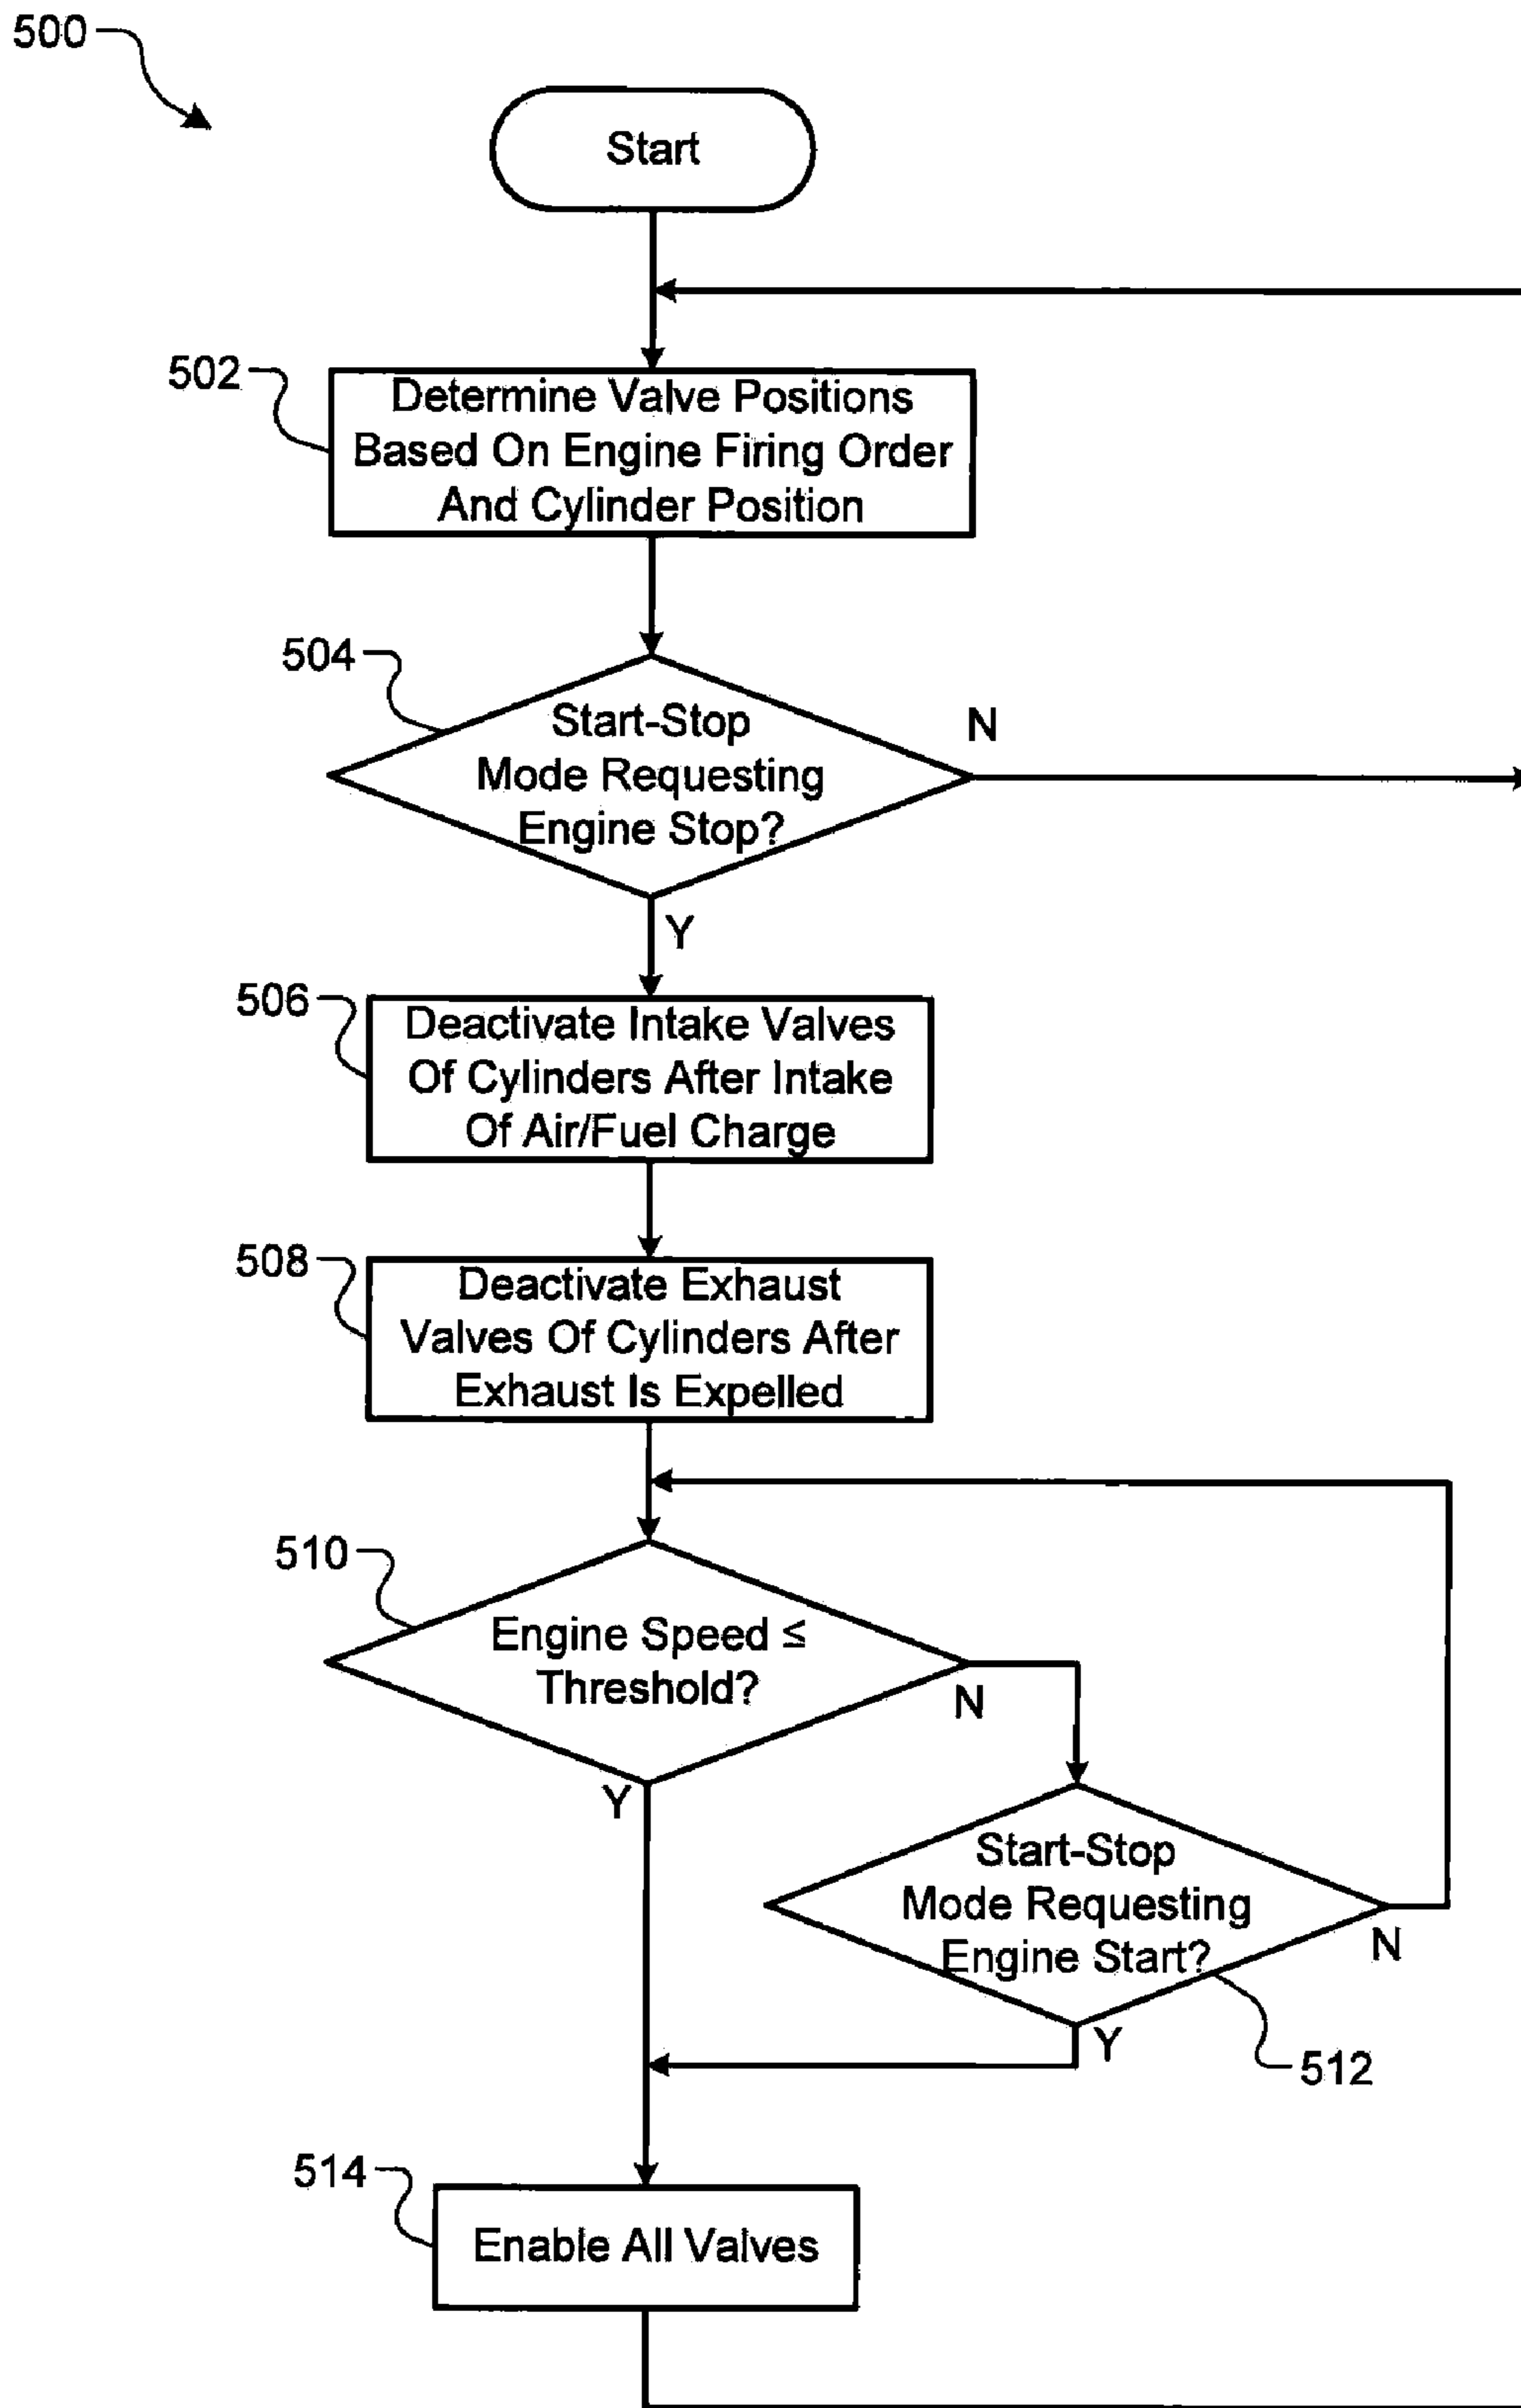 500
Start
502
Determine Valve Positions
Based On Engine Firing Order
And Cylinder Position
504
Start-Stop
Mode Requesting
Engine Stop?
N
Y
506
Deactivate Intake Valves
Of Cylinders After Intake
Of Air/Fuel Charge
508
Deactivate Exhaust
Valves Of Cylinders After
Exhaust Is Expelled
510
Engine Speed ≤
Threshold?
N
Y
Start-Stop
Mode Requesting
Engine Start?
N
Y
512
514
Enable All Valves